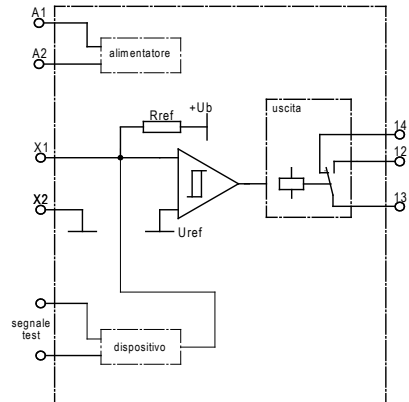 A1
A2
alimentatore
+Ub
Rref
uscita
X1
14
12
X2
13
Uref
segnale
test
dispositivo